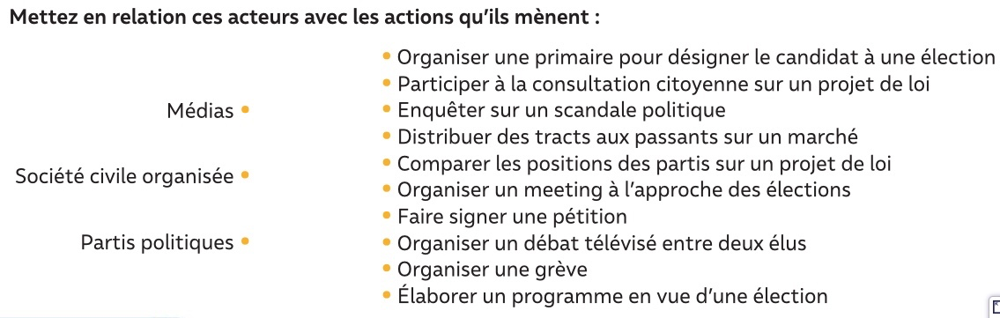 Mettez en relation ces acteurs avec les actions qu'ils mènent :
Médias •
Société civile organisée •
Partis politiques •
• Organiser une primaire pour désigner le candidat à une élection
• Participer à la consultation citoyenne sur un projet de loi
• Enquêter sur un scandale politique
• Distribuer des tracts aux passants sur un marché
• Comparer les positions des partis sur un projet de loi
• Organiser un meeting à l'approche des élections
• Faire signer une pétition
• Organiser un débat télévisé entre deux élus
• Organiser une grève
• Élaborer un programme en vue d'une élection